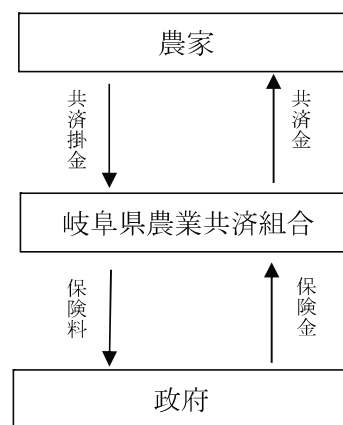 農家
共済掛金
共済金
岐阜県農業共済組合
保険料
保険金
政府